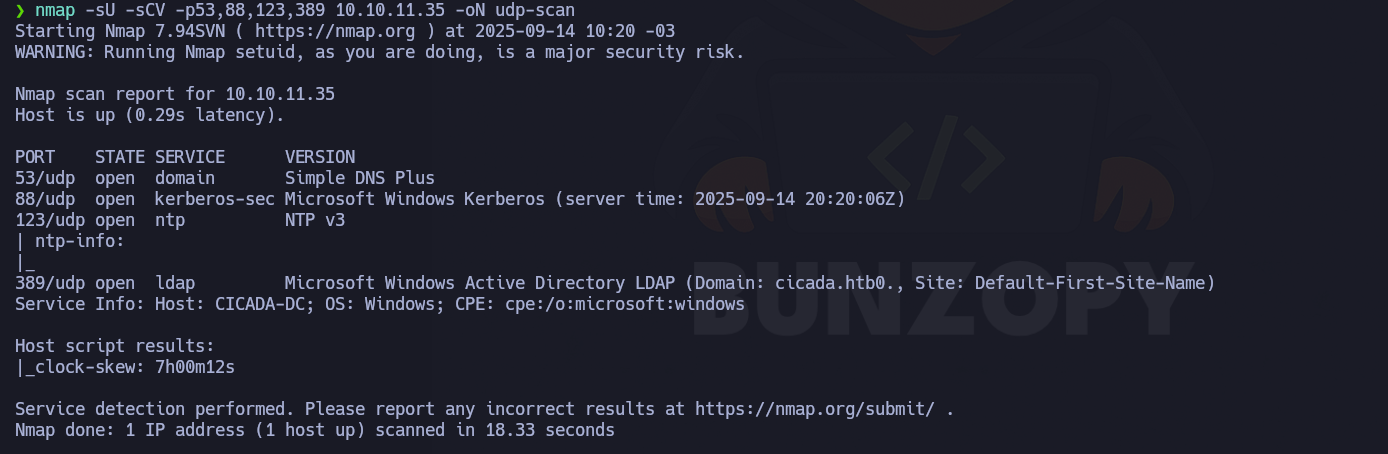 ❯ nmap -sU -sCV -p53,88,123,389 10.10.11.35 -oN udp-scan
Starting Nmap 7.94SVN ( https://nmap.org ) at 2025-09-14 10:20 -03
WARNING: Running Nmap setuid, as you are doing, is a major security risk.

Nmap scan report for 10.10.11.35
Host is up (0.29s latency).

PORT    STATE SERVICE      VERSION
53/udp  open  domain       Simple DNS Plus
88/udp  open  kerberos-sec Microsoft Windows Kerberos (server time: 2025-09-14 20:20:06Z)
123/udp open  ntp          NTP v3
| ntp-info:
|_
389/udp open  ldap         Microsoft Windows Active Directory LDAP (Domain: cicada.htb0., Site: Default-First-Site-Name)
Service Info: Host: CICADA-DC; OS: Windows; CPE: cpe:/o:microsoft:windows

Host script results:
|_clock-skew: 7h00m12s

Service detection performed. Please report any incorrect results at https://nmap.org/submit/ .
Nmap done: 1 IP address (1 host up) scanned in 18.33 seconds
</>
BUNZOPY